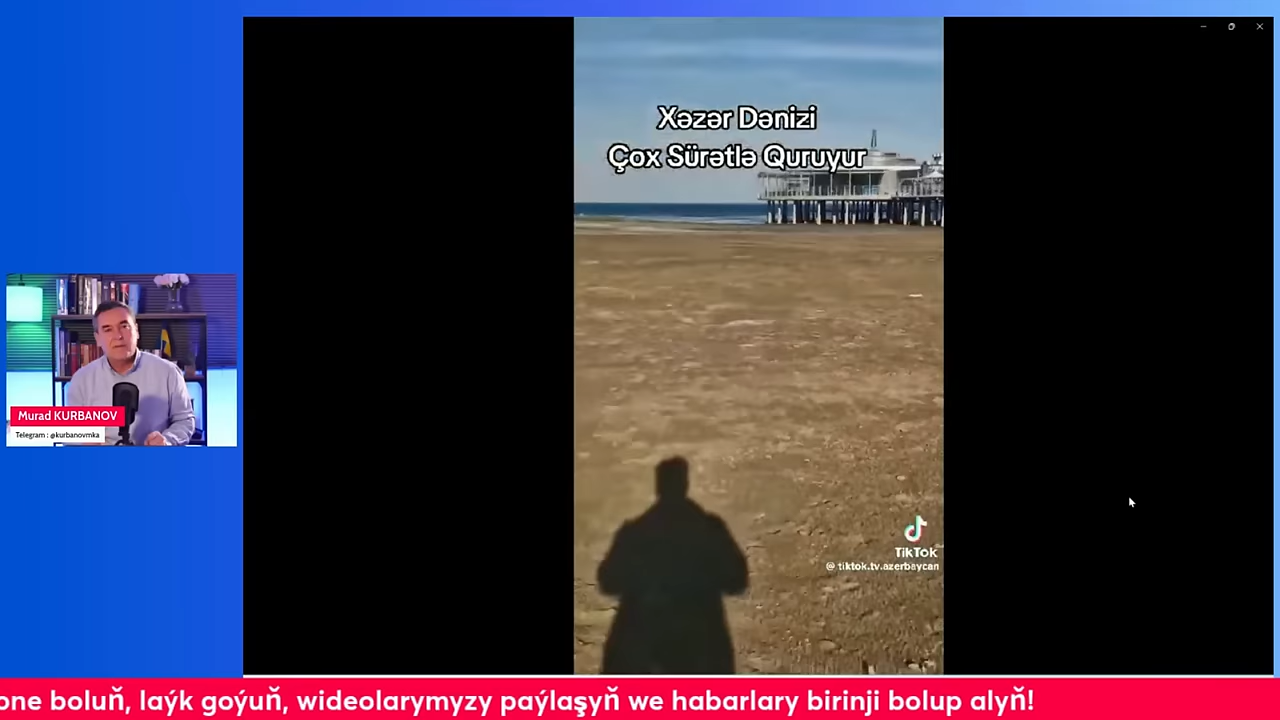 Xəzər Dənizi
Çox Sürətlə Quruyur
Murad KURBANOV
Telegram : @kurbanovmka
TikTok
@ tiktok.tv.azerbaycan
one boluň, laýk goýuň, wideolarymyzy paýlaşyň we habarlary birinji bolup alyň!